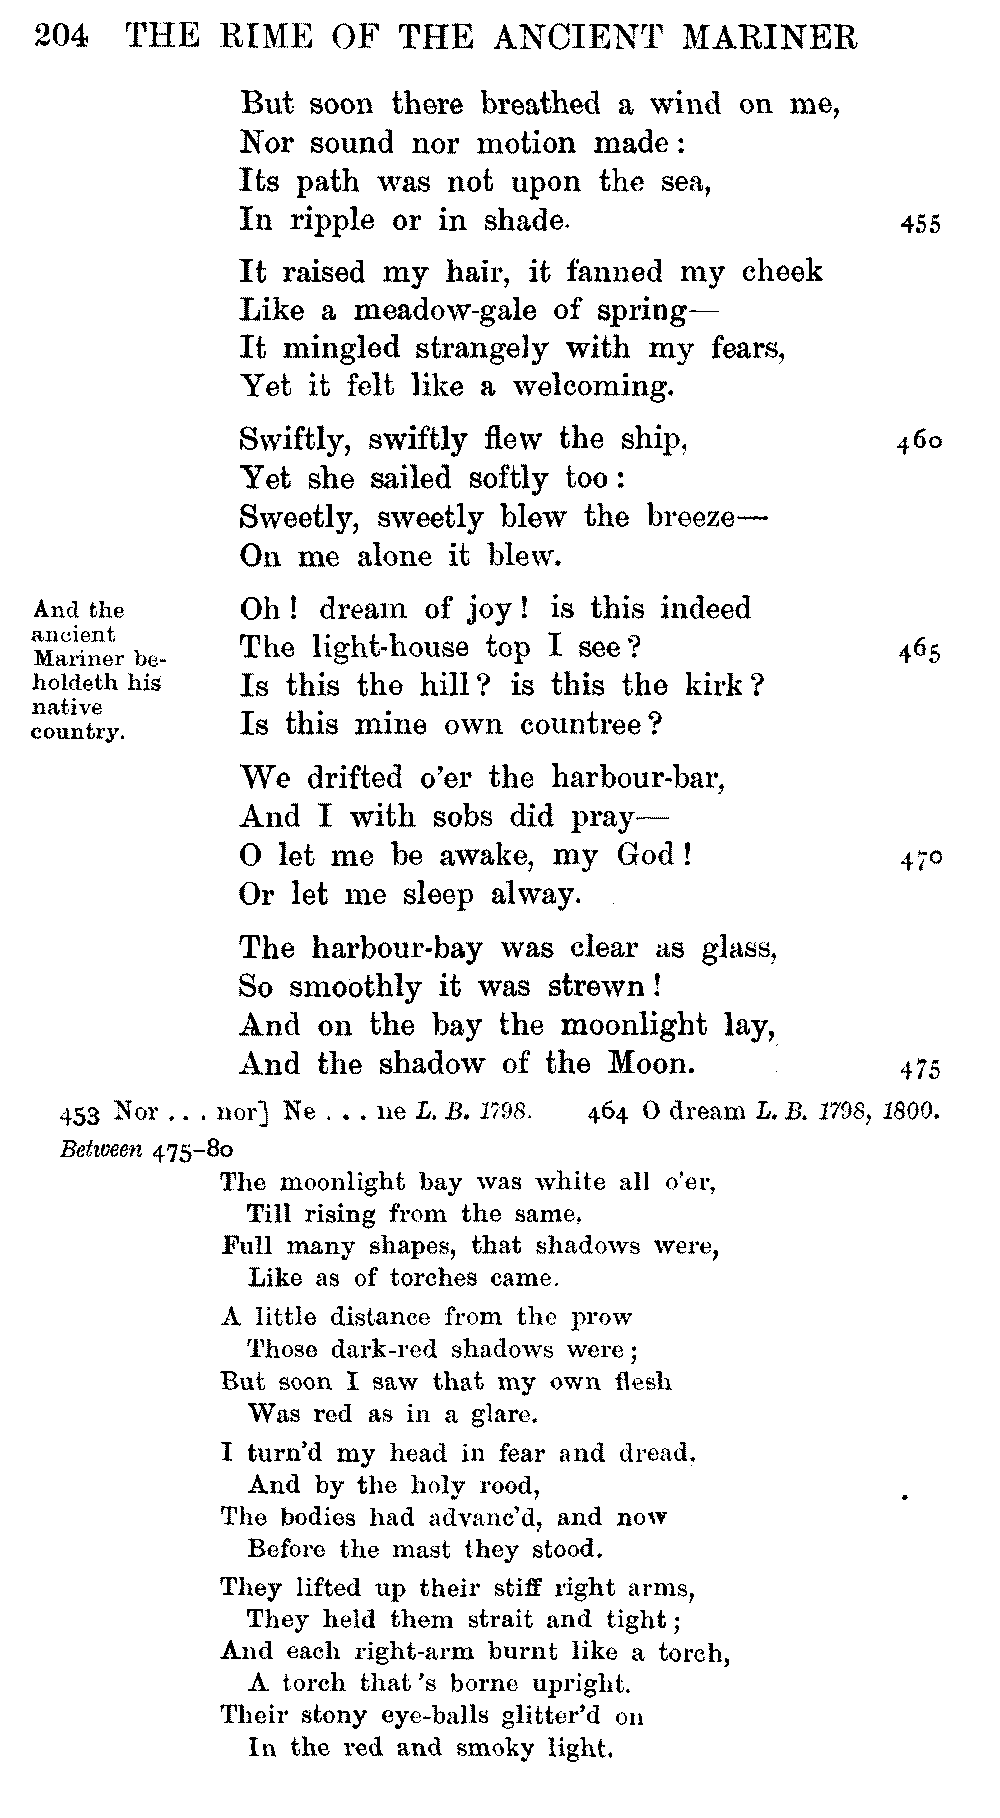 204 THE RIME OF THE ANCIENT MARINER
But soon there breathed a wind on me,
Nor sound nor motion made :
Its path was not upon the sea,
In ripple or in shade. 455
It raised my hair, it fanned my cheek
Like a meadow-gale of spring—
It mingled strangely with my fears,
Yet it felt like a welcoming.
Swiftly, swiftly flew the ship, 460
Yet she sailed softly too :
Sweetly, sweetly blew the breeze—
On me alone it blew.
And the
ancient
Mariner be-
holdeth his
native
country.
Oh ! dream of joy ! is this indeed
The light-house top I see ? 465
Is this the hill ? is this the kirk ?
Is this mine own countree ?
We drifted o'er the harbour-bar,
And I with sobs did pray—
O let me be awake, my God ! 470
Or let me sleep alway.
The harbour-bay was clear as glass,
So smoothly it was strewn !
And on the bay the moonlight lay,
And the shadow of the Moon. 475
453 Nor . . . nor] Ne . . . ne L. B. 1798. 464 O dream L. B. 1798, 1800.
Between 475–80
The moonlight bay was white all o'er,
Till rising from the same,
Full many shapes, that shadows were,
Like as of torches came.
A little distance from the prow
Those dark-red shadows were ;
But soon I saw that my own flesh
Was red as in a glare.
I turn'd my head in fear and dread,
And by the holy rood,
The bodies had advanc'd, and now
Before the mast they stood.
They lifted up their stiff right arms,
They held them strait and tight ;
And each right-arm burnt like a torch,
A torch that 's borne upright.
Their stony eye-balls glitter'd on
In the red and smoky light.